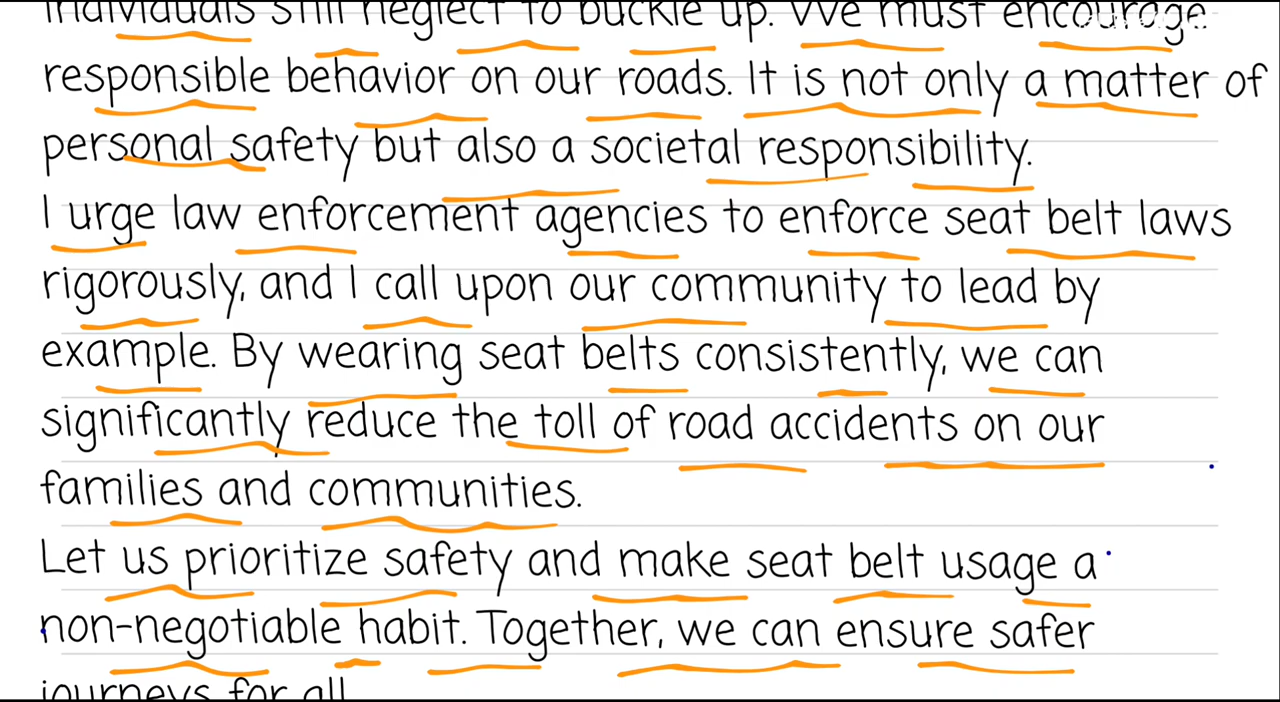 individuals still neglect to buckle up. We must encourage
responsible behavior on our roads. It is not only a matter of
personal safety but also a societal responsibility.
I urge law enforcement agencies to enforce seat belt laws
rigorously, and I call upon our community to lead by
example. By wearing seat belts consistently, we can
significantly reduce the toll of road accidents on our
families and communities.
Let us prioritize safety and make seat belt usage a
non-negotiable habit. Together, we can ensure safer
journeys for all